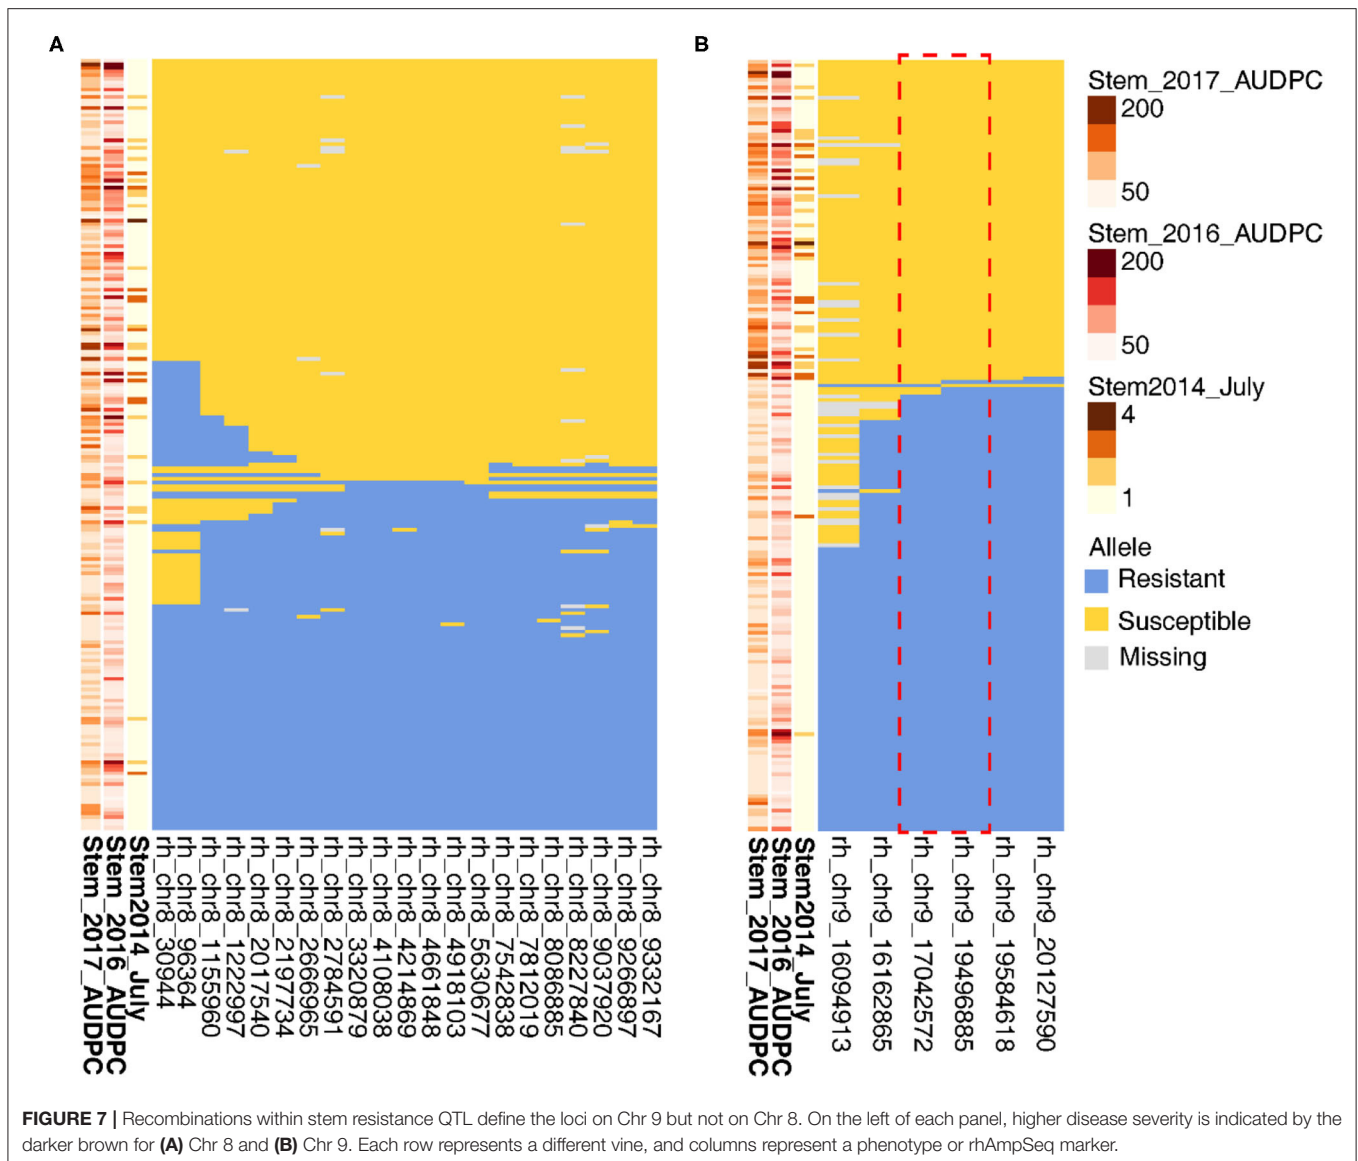 A
B
Stem_2017_AUDPC
200
50
Stem_2016_AUDPC
200
50
Stem2014_July
4
1
Allele
Resistant
Susceptible
Missing
Stem_2017_AUDPC
Stem_2016_AUDPC
Stem2014_July
rh_chr8_30944
rh_chr8_96364
rh_chr8_1155960
rh_chr8_1222997
rh_chr8_2017540
rh_chr8_2197734
rh_chr8_2666965
rh_chr8_2784591
rh_chr8_3320879
rh_chr8_4108038
rh_chr8_4214869
rh_chr8_4661848
rh_chr8_4918103
rh_chr8_5630677
rh_chr8_7542838
rh_chr8_7812019
rh_chr8_8086885
rh_chr8_8227840
rh_chr8_9037920
rh_chr8_9266897
rh_chr8_9332167
Stem_2017_AUDPC
Stem_2016_AUDPC
Stem2014_July
rh_chr9_16094913
rh_chr9_16162865
rh_chr9_17042572
rh_chr9_19496885
rh_chr9_19584618
rh_chr9_20127590
FIGURE 7 | Recombinations within stem resistance QTL define the loci on Chr 9 but not on Chr 8. On the left of each panel, higher disease severity is indicated by the
darker brown for (A) Chr 8 and (B) Chr 9. Each row represents a different vine, and columns represent a phenotype or rhAmpSeq marker.